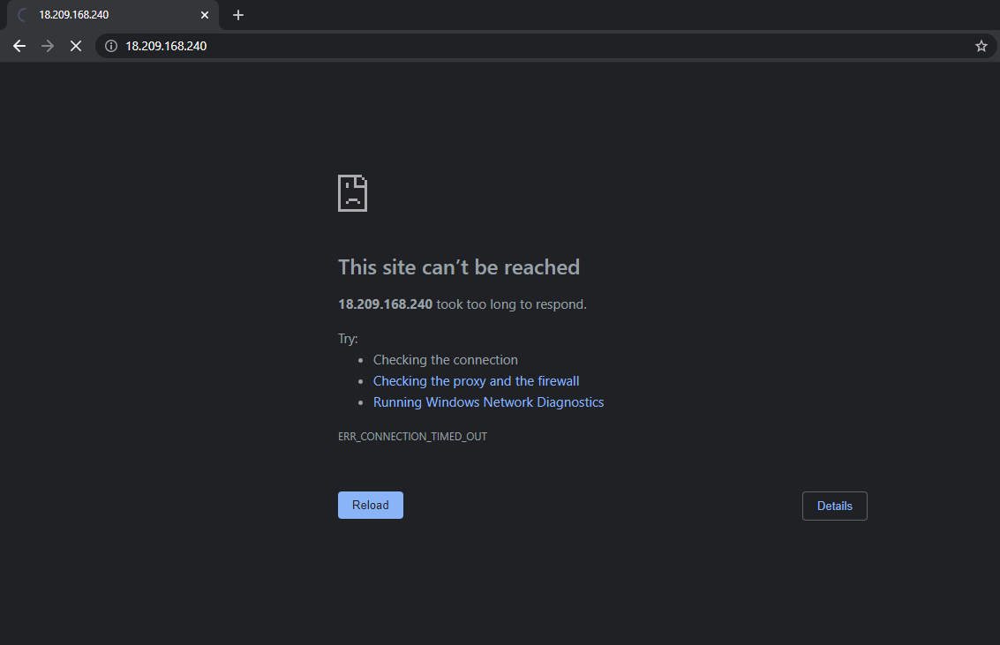 18.209.168.240
18.209.168.240
This site can’t be reached
18.209.168.240 took too long to respond.
Try:
Checking the connection
Checking the proxy and the firewall
Running Windows Network Diagnostics
ERR_CONNECTION_TIMED_OUT
Reload
Details